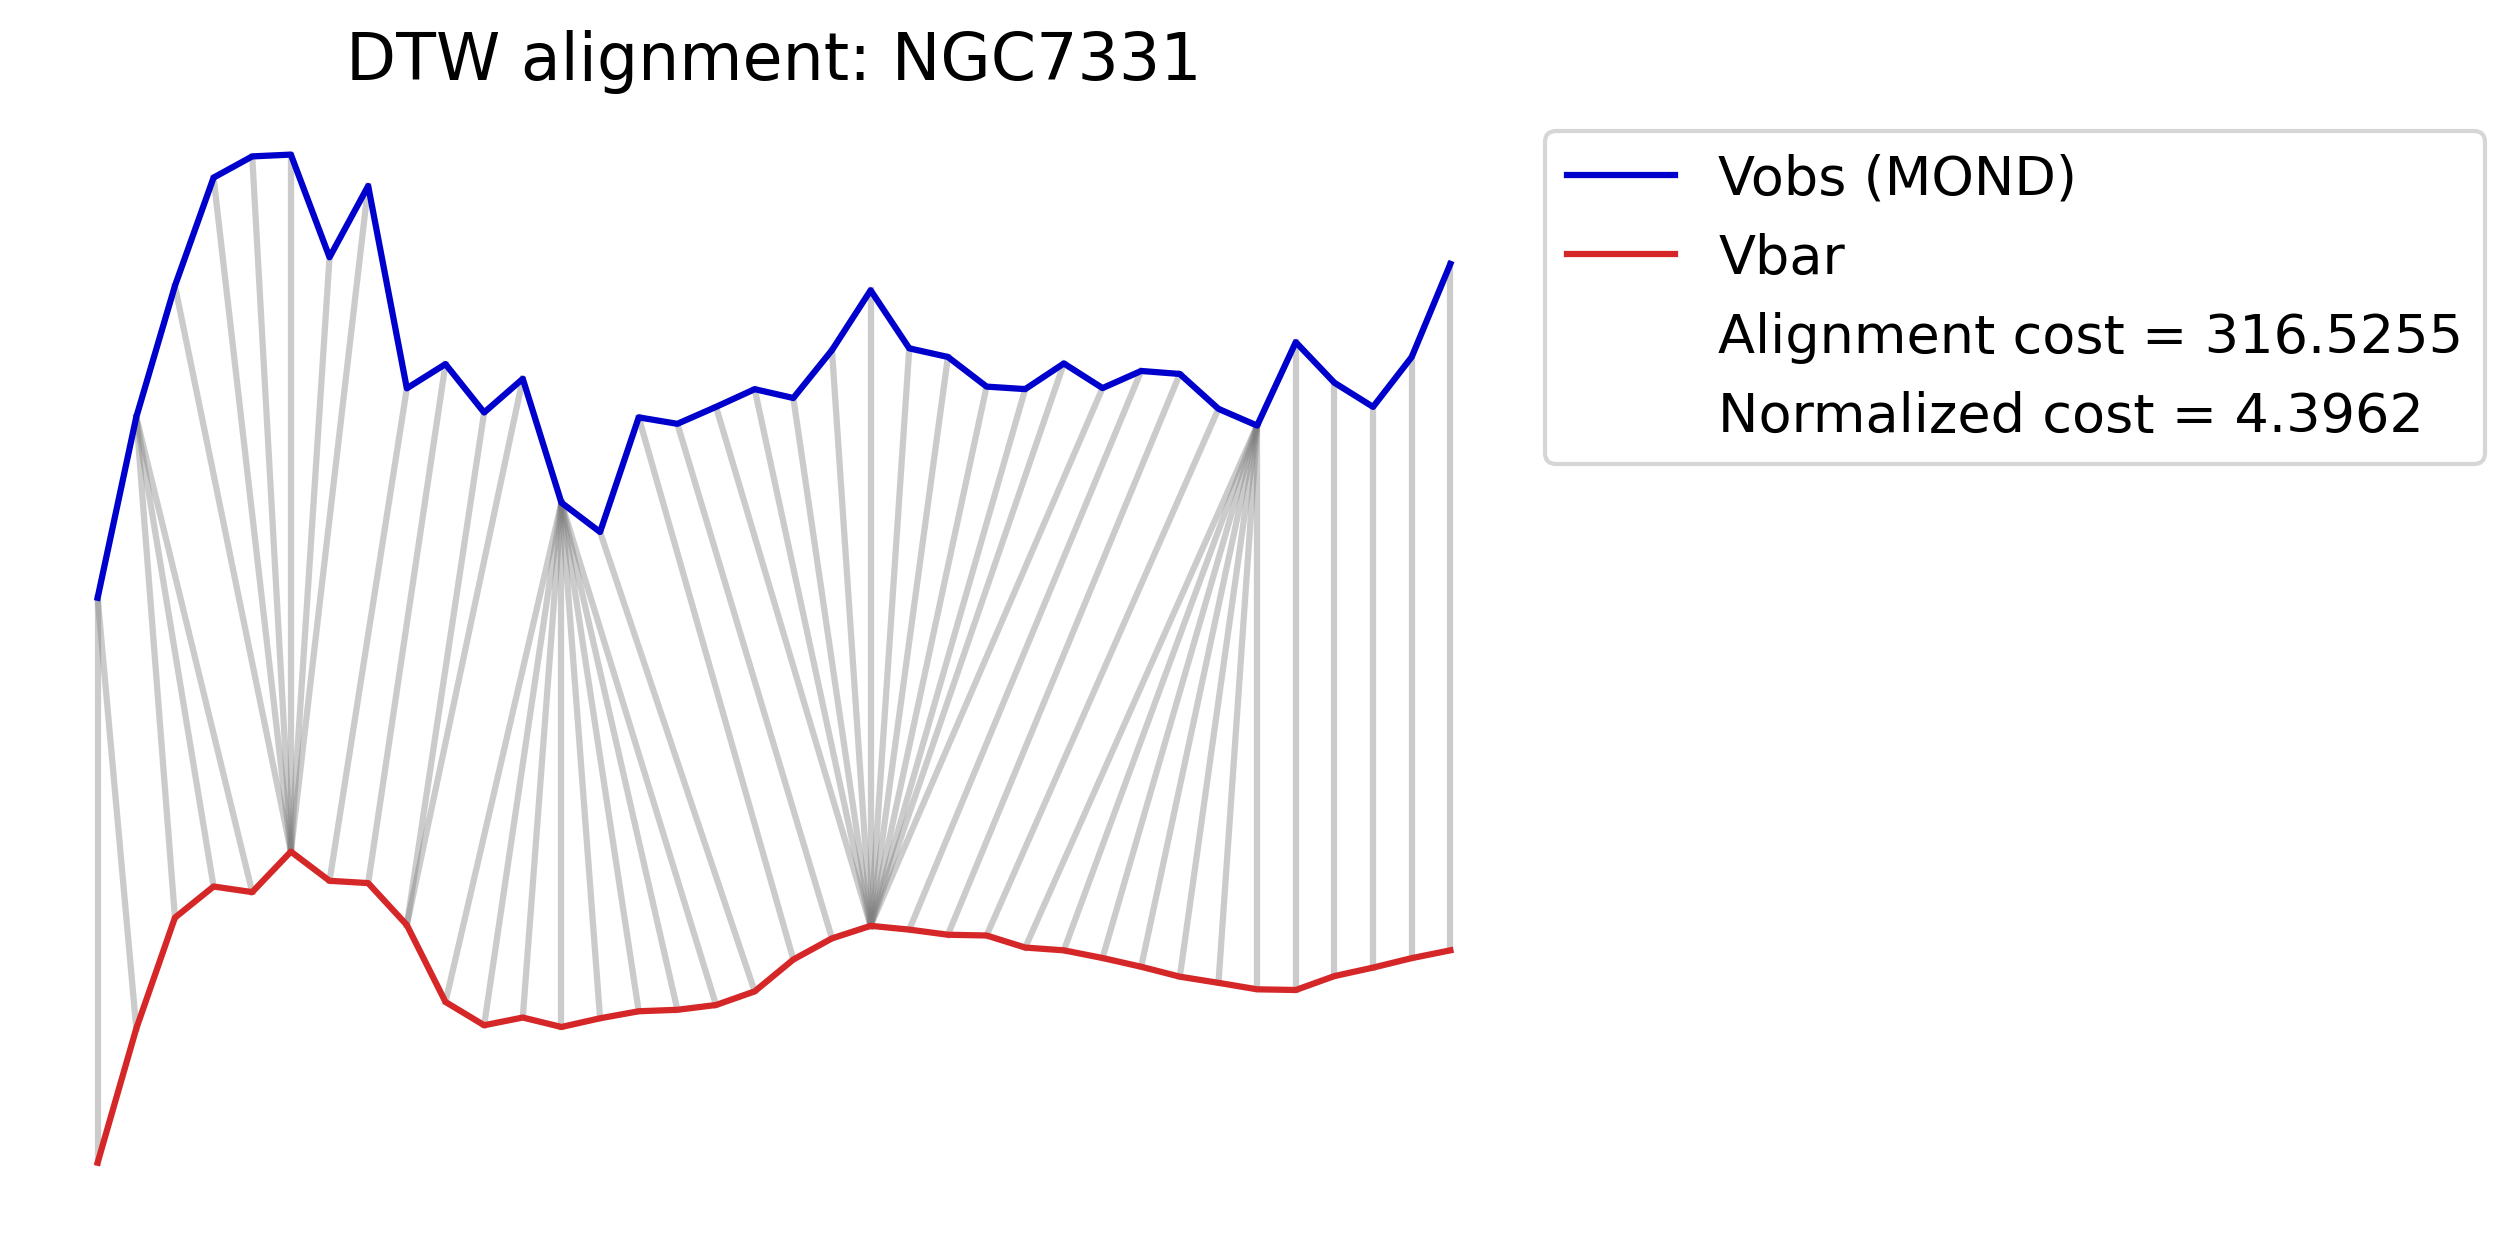 DTW alignment: NGC7331
Vobs (MOND)
Vbar
Alignment cost = 316.5255
Normalized cost = 4.3962